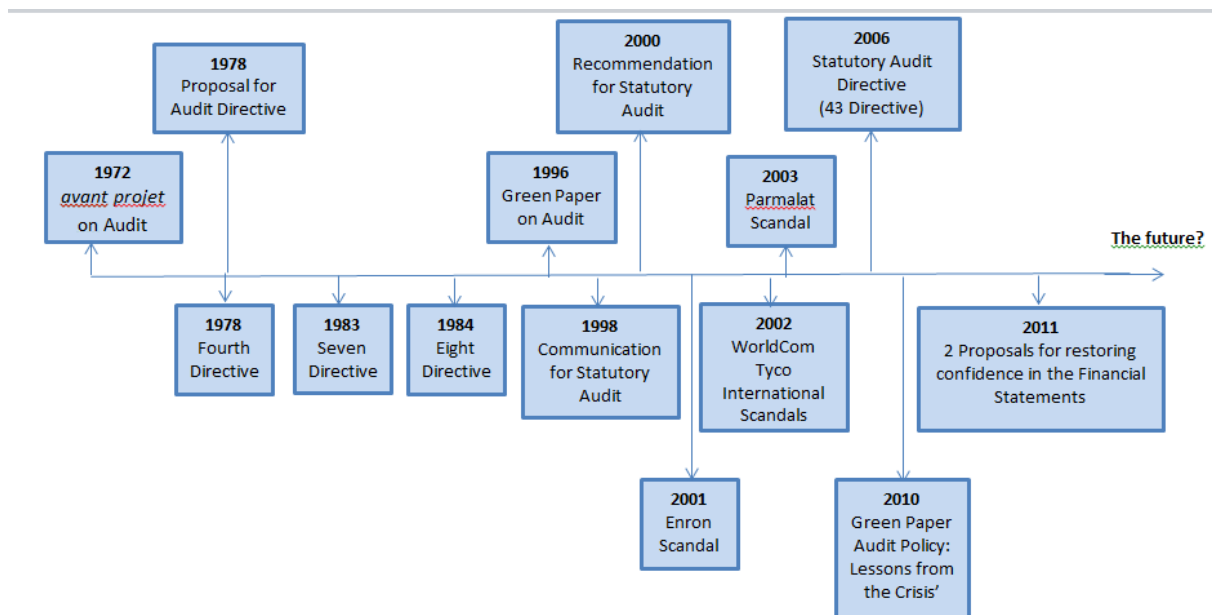 1972
avant projet
on Audit
1978
Proposal for
Audit Directive
1978
Fourth
Directive
1983
Seven
Directive
1984
Eight
Directive
1996
Green Paper
on Audit
1998
Communication
for Statutory
Audit
2000
Recommendation
for Statutory
Audit
2001
Enron
Scandal
2002
WorldCom
Tyco
International
Scandals
2003
Parmalat
Scandal
2006
Statutory Audit
Directive
(43 Directive)
2010
Green Paper
Audit Policy:
Lessons from
the Crisis’
2011
2 Proposals for restoring
confidence in the Financial
Statements
The future?